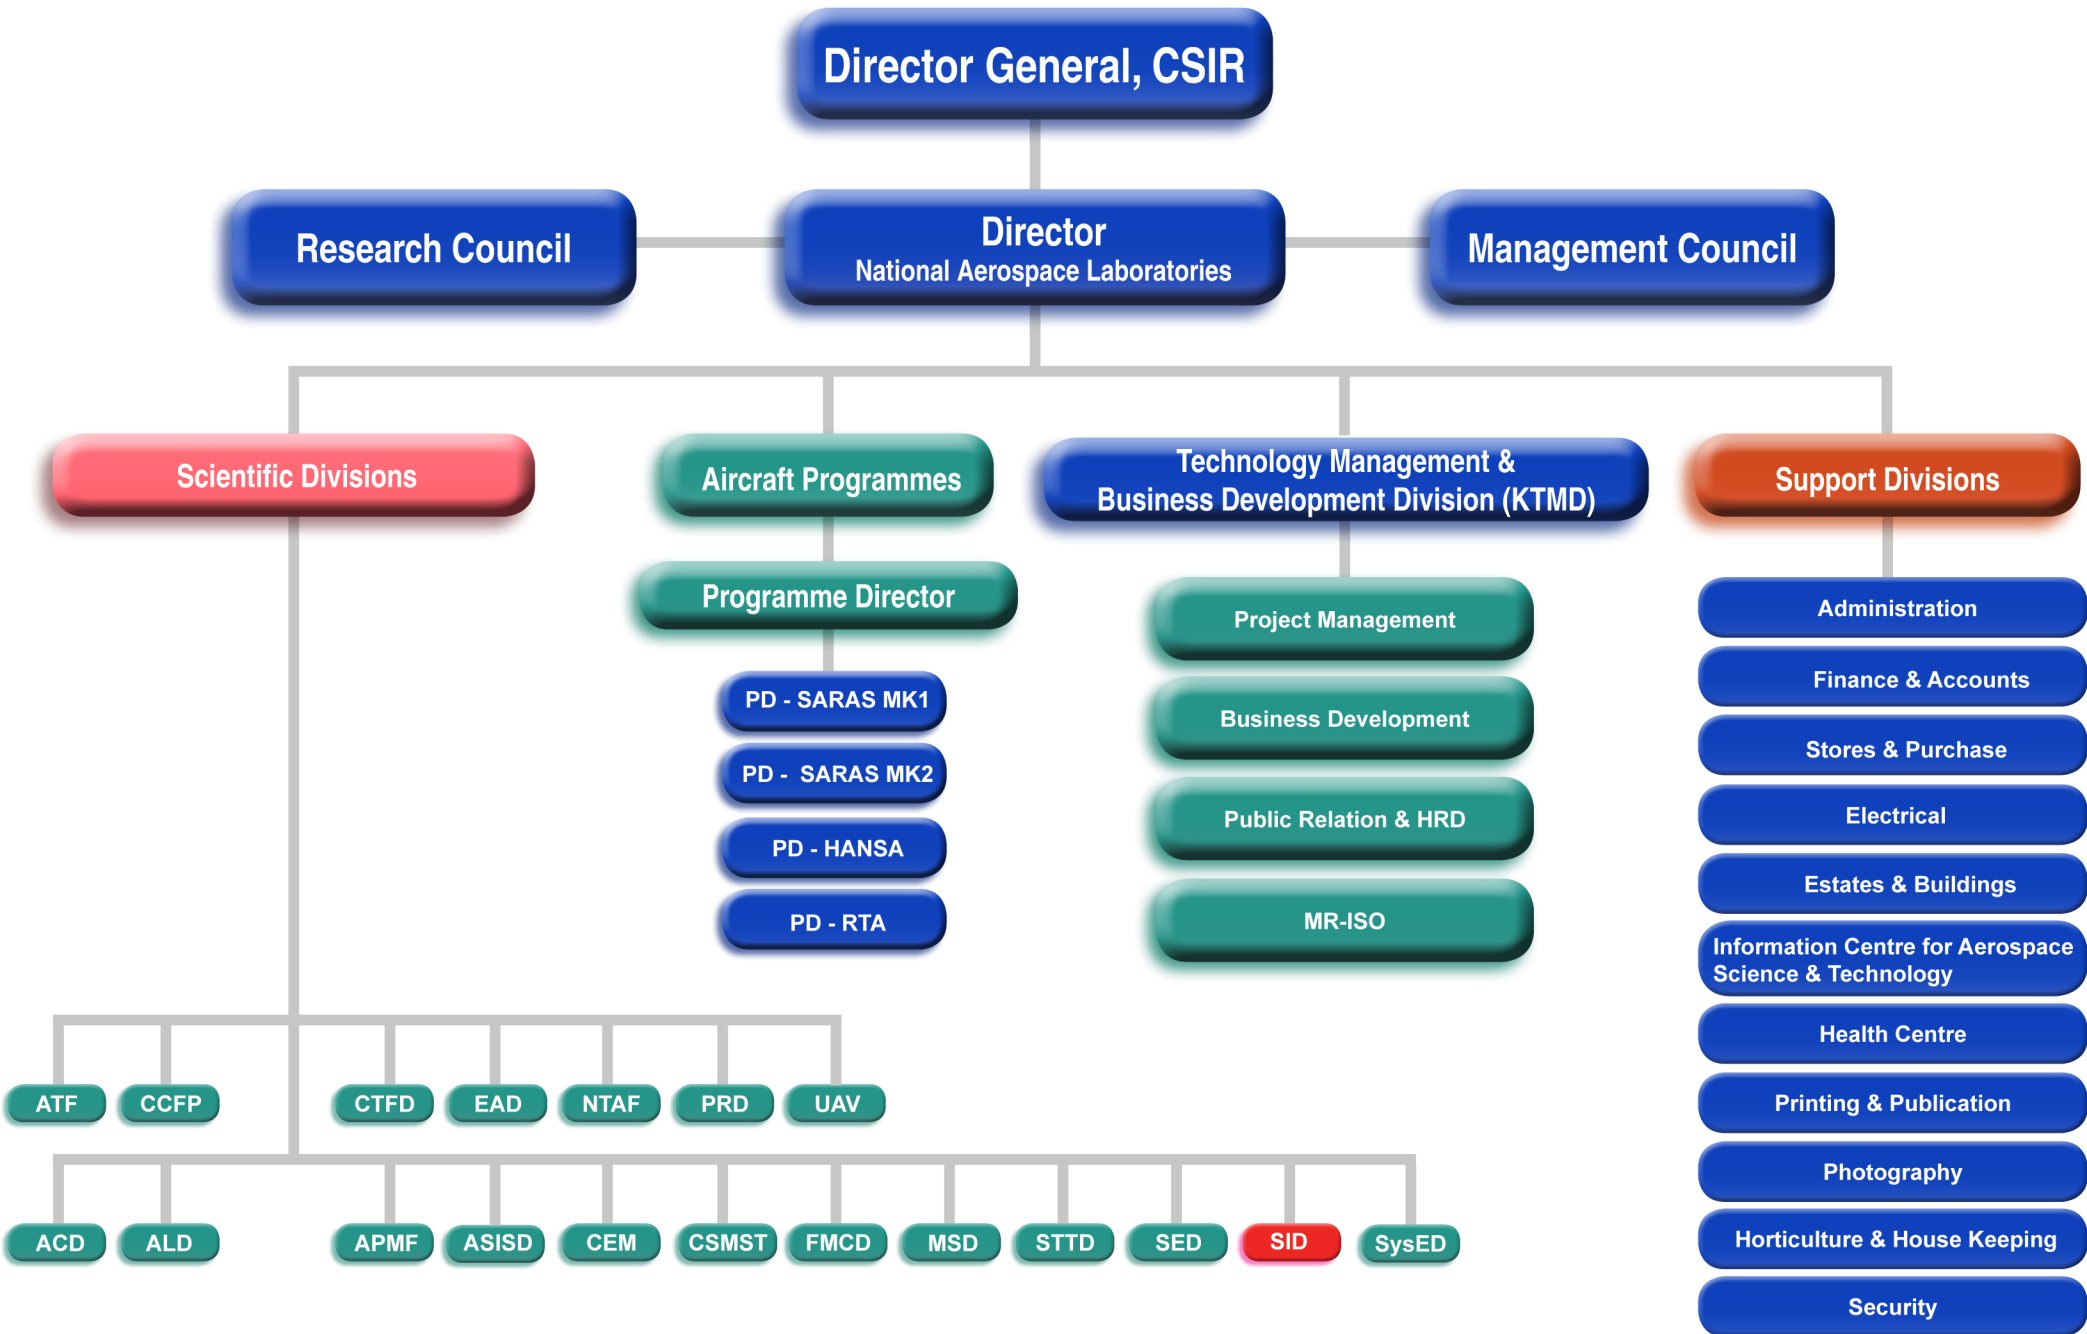 Director General, CSIR
Research Council
Director
National Aerospace Laboratories
Management Council
Scientific Divisions
Aircraft Programmes
Technology Management &
Business Development Division (KTMD)
Support Divisions
Programme Director
PD - SARAS MK1
PD - SARAS MK2
PD - HANSA
PD - RTA
Project Management
Business Development
Public Relation & HRD
MR-ISO
Administration
Finance & Accounts
Stores & Purchase
Electrical
Estates & Buildings
Information Centre for Aerospace
Science & Technology
Health Centre
Printing & Publication
Photography
Horticulture & House Keeping
Security
ATF
CCFP
CTFD
EAD
NTAF
PRD
UAV
ACD
ALD
APMF
ASISD
CEM
CSMST
FMCD
MSD
STTD
SED
SID
SysED